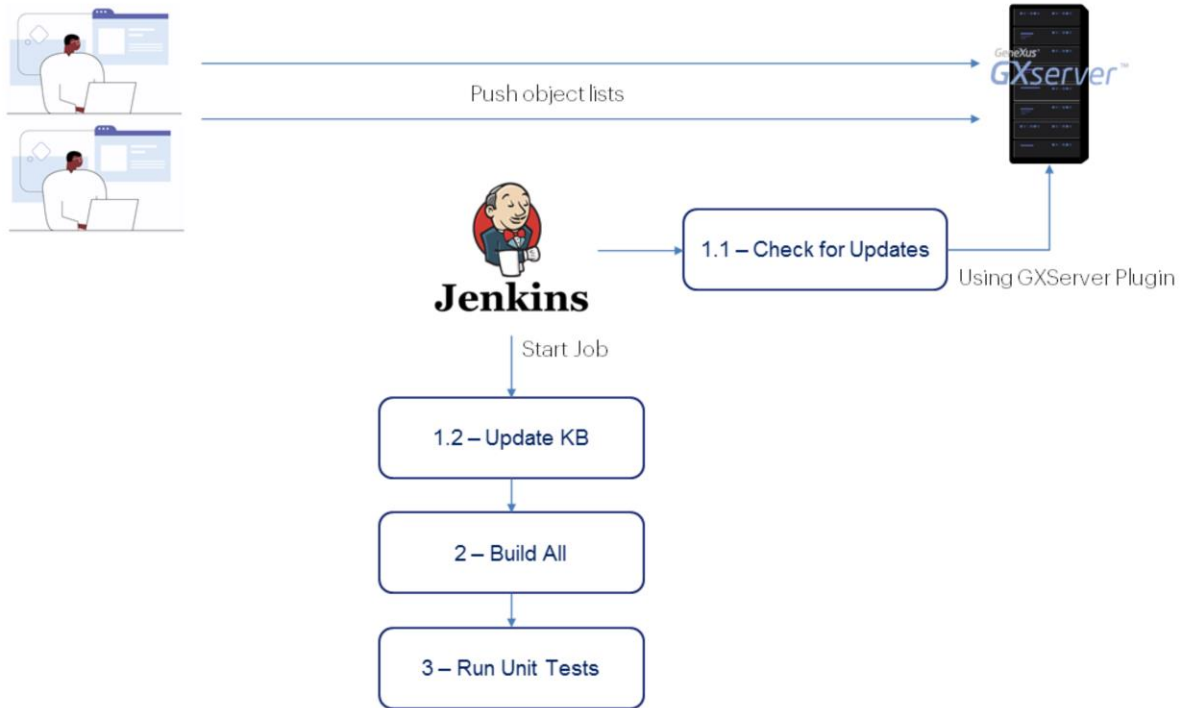 GeneXus
GXserver™
Push object lists
1.1 – Check for Updates
Using GXServer Plugin
Jenkins
Start Job
1.2 – Update KB
2 – Build All
3 – Run Unit Tests